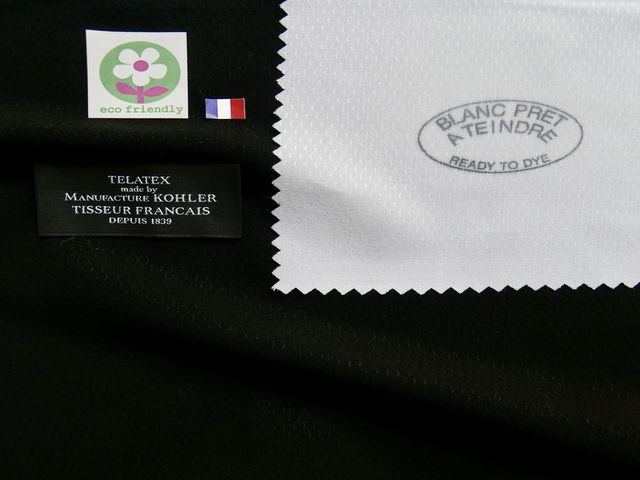 eco friendly
TELATEX
made by
MANUFACTURE KOHLER
TISSEUR FRANCAIS
DEPUIS 1839
BLANC PRET
A TEINDRE
READY TO DYE